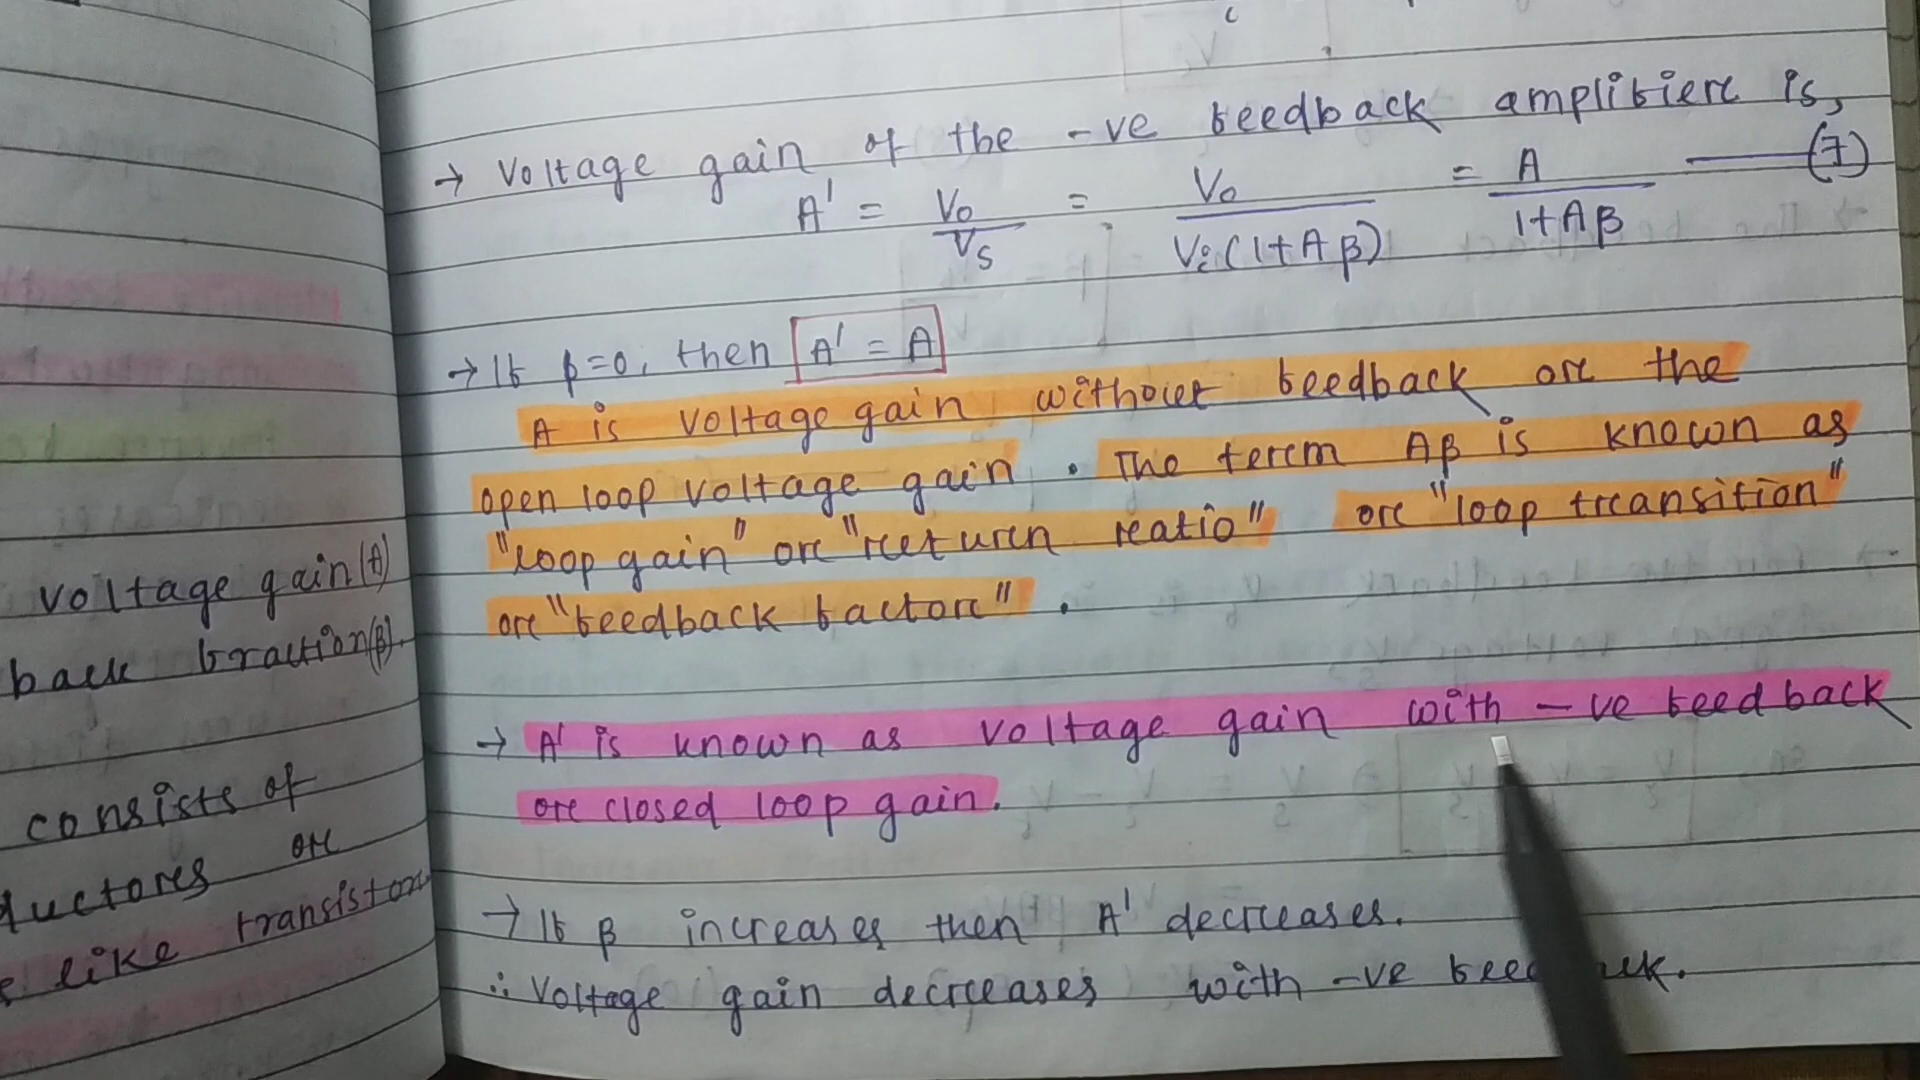 voltage gain(A)
back fraction(β).
consists of
ductors or
like transistor
→ Voltage gain of the -ve feedback amplifier is,
A' = Vo/Vs = Vo/Vi(1+Aβ) = A/1+Aβ —— (7)
→ If β=0, then A' = A
A is voltage gain without feedback or the
open loop voltage gain. The term Aβ is known as
"loop gain" or "return ratio" or "loop transition"
or "feedback factor".
→ A' is known as voltage gain with -ve feedback
or closed loop gain.
→ If β increases then A' decreases.
∴ Voltage gain decreases with -ve